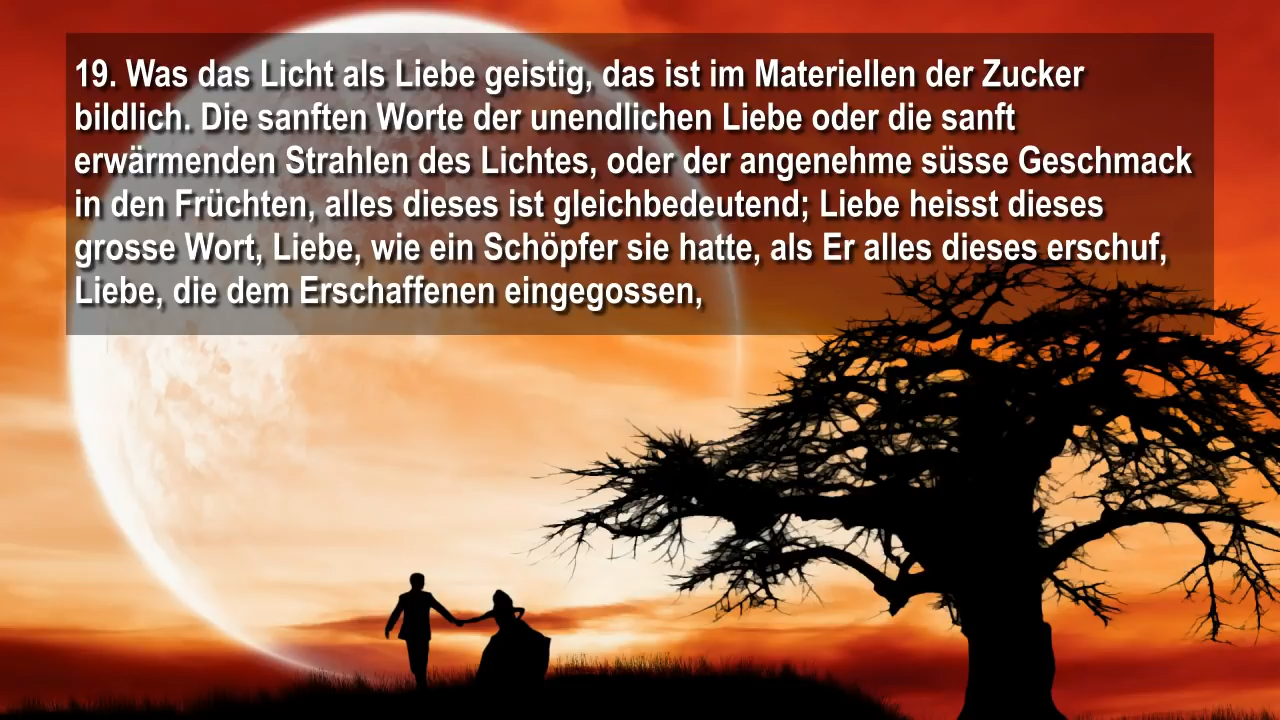 19. Was das Licht als Liebe geistig, das ist im Materiellen der Zucker
bildlich. Die sanften Worte der unendlichen Liebe oder die sanft
erwärmenden Strahlen des Lichtes, oder der angenehme süsse Geschmack
in den Früchten, alles dieses ist gleichbedeutend; Liebe heisst dieses
grosse Wort, Liebe, wie ein Schöpfer sie hatte, als Er alles dieses erschuf,
Liebe, die dem Erschaffenen eingegossen,